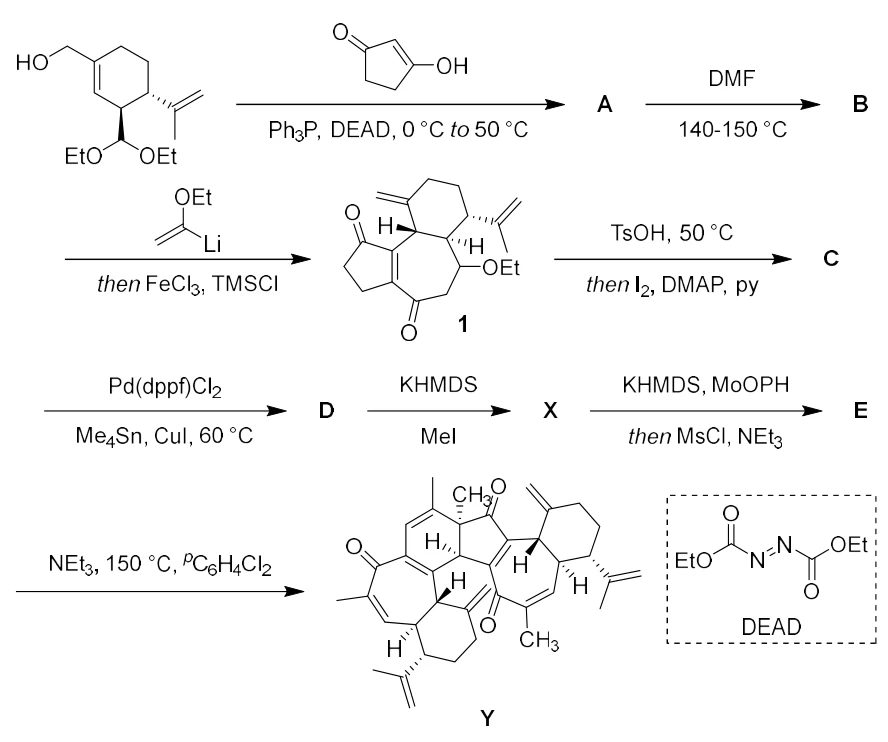 O
HO
OH
DMF
A
B
Ph₃P, DEAD, 0 °C to 50 °C
140-150 °C
EtO
OEt
OEt
Li
O
H
H
TsOH, 50 °C
C
then FeCl₃, TMSCl
OEt
then I₂, DMAP, py
O
1
Pd(dppf)Cl₂
KHMDS
KHMDS, MoOPH
D
X
E
Me₄Sn, CuI, 60 °C
MeI
then MsCl, NEt₃
CH₃
O
H
O
H
H
H
O
CH₃
H
NEt₃, 150 °C, ᵖC₆H₄Cl₂
Y
O
OEt
EtO
N
N
O
DEAD